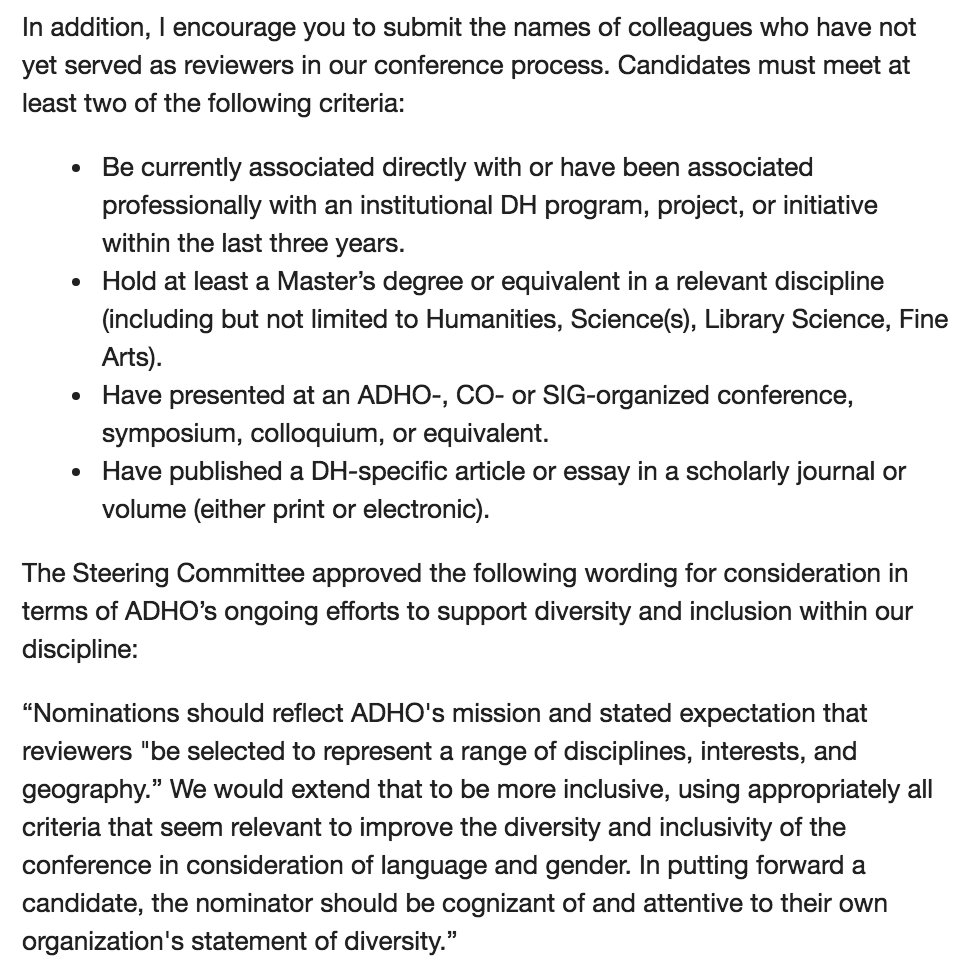 In addition, I encourage you to submit the names of colleagues who have not
yet served as reviewers in our conference process. Candidates must meet at
least two of the following criteria:
• Be currently associated directly with or have been associated
professionally with an institutional DH program, project, or initiative
within the last three years.
• Hold at least a Master’s degree or equivalent in a relevant discipline
(including but not limited to Humanities, Science(s), Library Science, Fine
Arts).
• Have presented at an ADHO-, CO- or SIG-organized conference,
symposium, colloquium, or equivalent.
• Have published a DH-specific article or essay in a scholarly journal or
volume (either print or electronic).
The Steering Committee approved the following wording for consideration in
terms of ADHO’s ongoing efforts to support diversity and inclusion within our
discipline:
“Nominations should reflect ADHO's mission and stated expectation that
reviewers "be selected to represent a range of disciplines, interests, and
geography.” We would extend that to be more inclusive, using appropriately all
criteria that seem relevant to improve the diversity and inclusivity of the
conference in consideration of language and gender. In putting forward a
candidate, the nominator should be cognizant of and attentive to their own
organization's statement of diversity.”